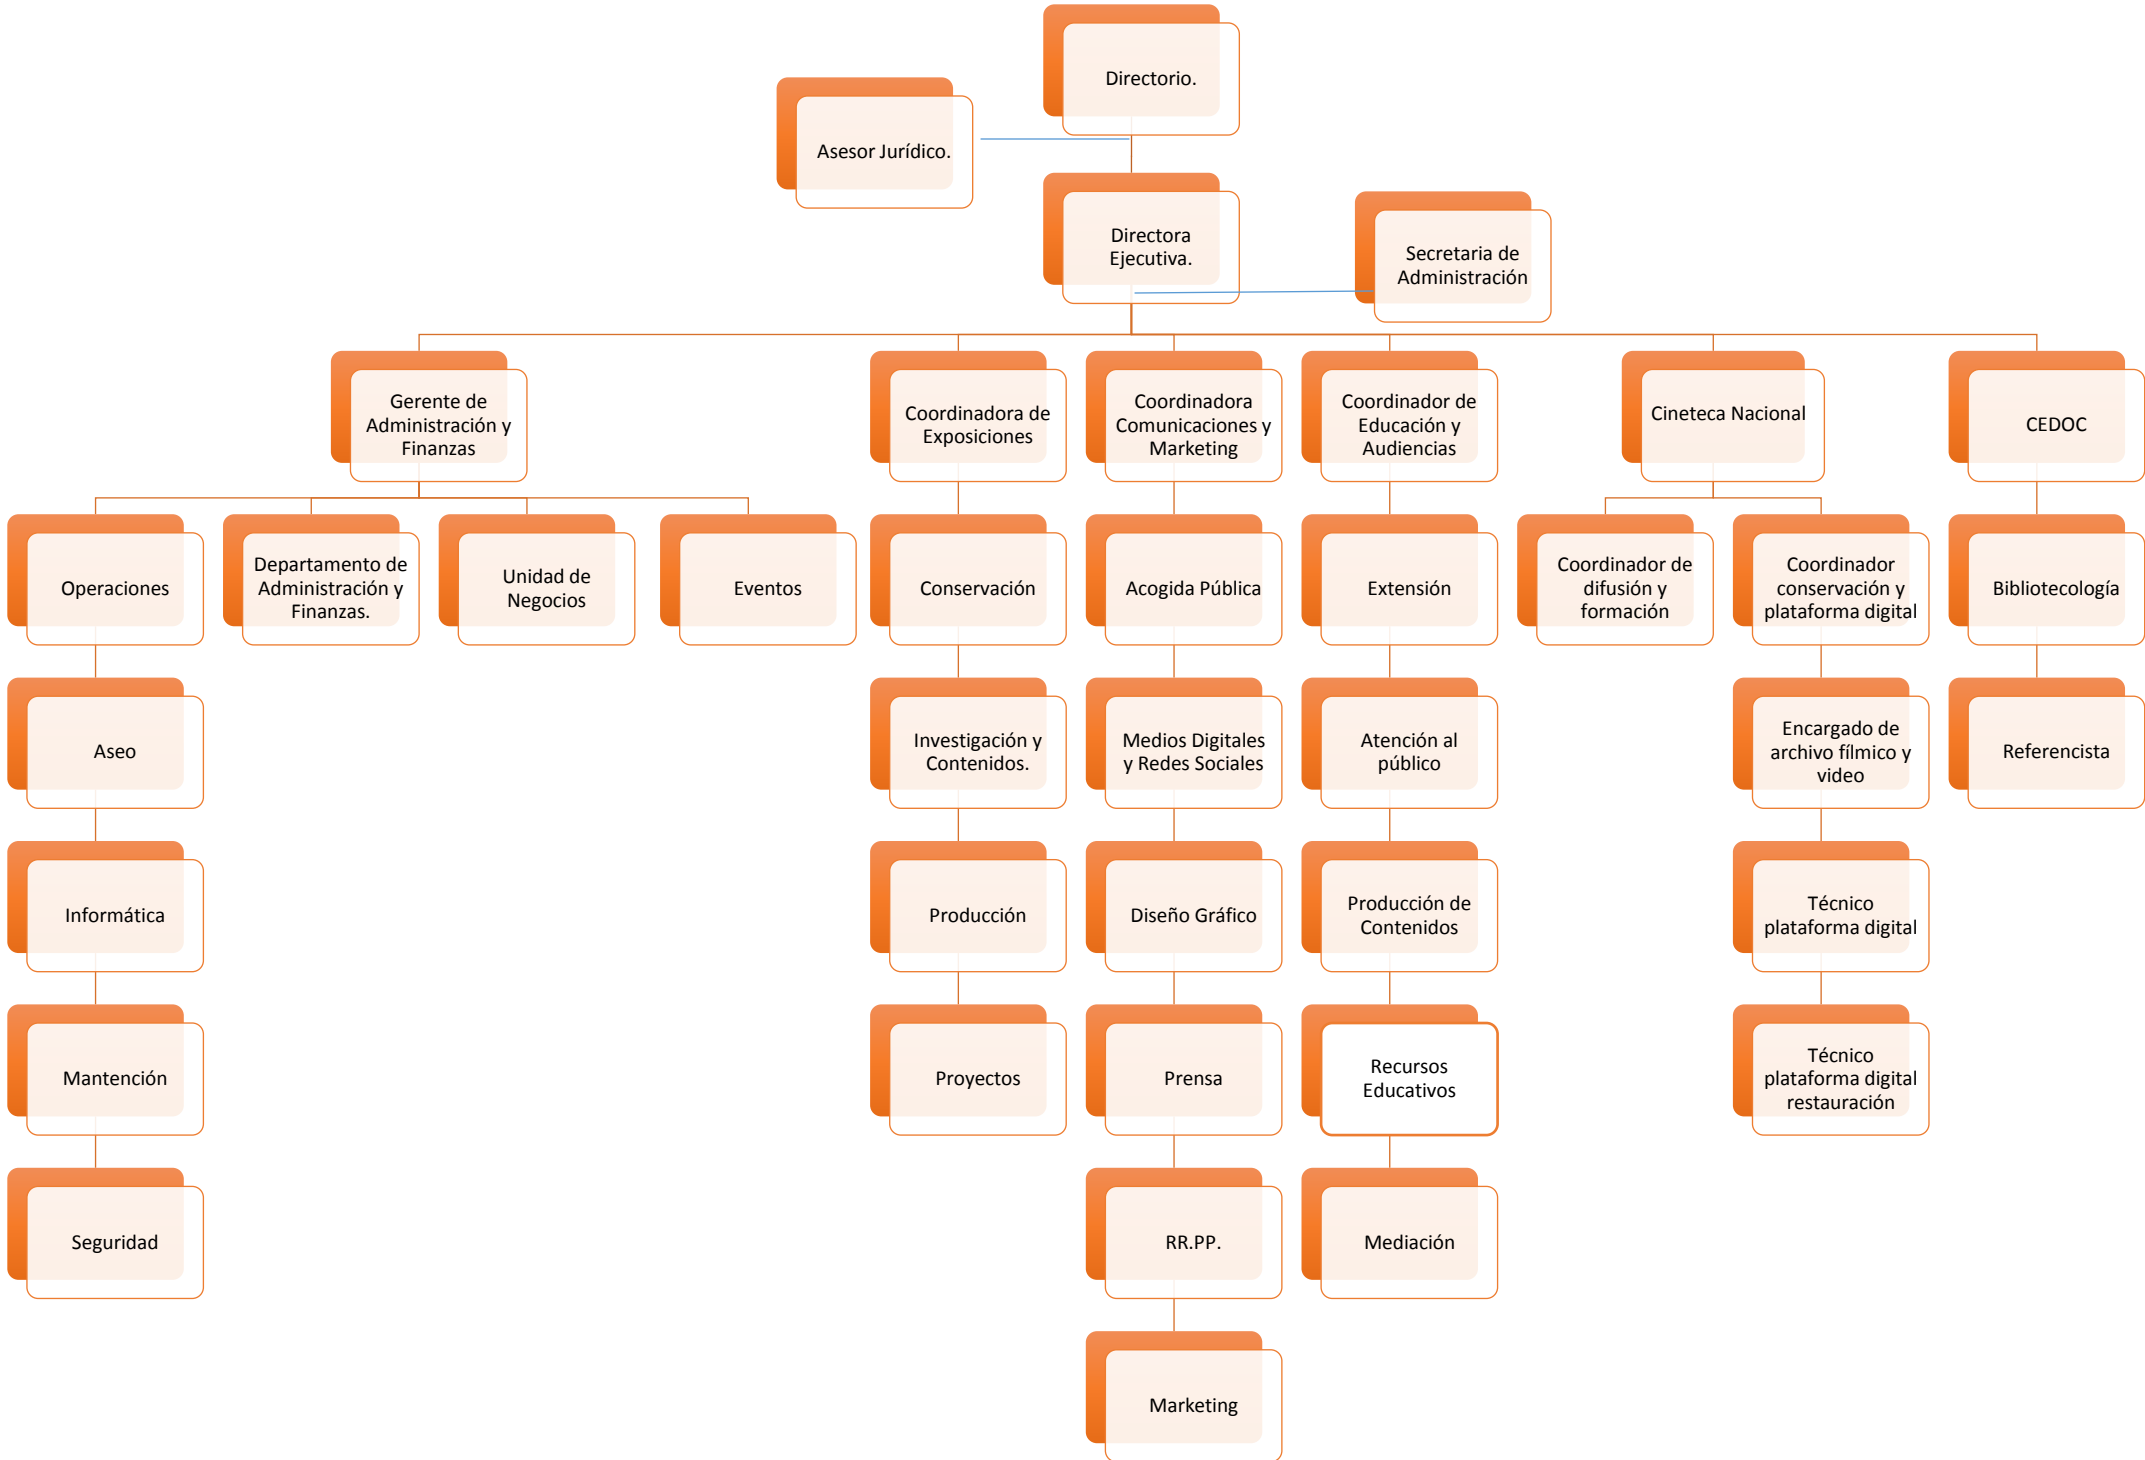 Directorio.
Asesor Jurídico.
Directora
Ejecutiva.
Secretaria de
Administración
Gerente de
Administración y
Finanzas
Coordinadora de
Exposiciones
Coordinadora
Comunicaciones y
Marketing
Coordinador de
Educación y
Audiencias
Cineteca Nacional
CEDOC
Operaciones
Departamento de
Administración y
Finanzas.
Unidad de
Negocios
Eventos
Conservación
Acogida Pública
Extensión
Coordinador de
difusión y
formación
Coordinador
conservación y
plataforma digital
Bibliotecología
Aseo
Investigación y
Contenidos.
Medios Digitales
y Redes Sociales
Atención al
público
Encargado de
archivo fílmico y
video
Referencista
Informática
Producción
Diseño Gráfico
Producción de
Contenidos
Técnico
plataforma digital
Mantención
Proyectos
Prensa
Recursos
Educativos
Técnico
plataforma digital
restauración
Seguridad
RR.PP.
Mediación
Marketing